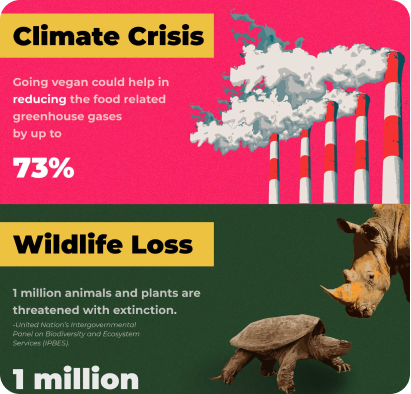 Climate Crisis
Going vegan could help in
reducing the food related
greenhouse gases
by up to
73%
Wildlife Loss
1 million animals and plants are
threatened with extinction.
-United Nation's Intergovernmental
Panel on Biodiversity and Ecosystem
Services (IPBES).
1 million